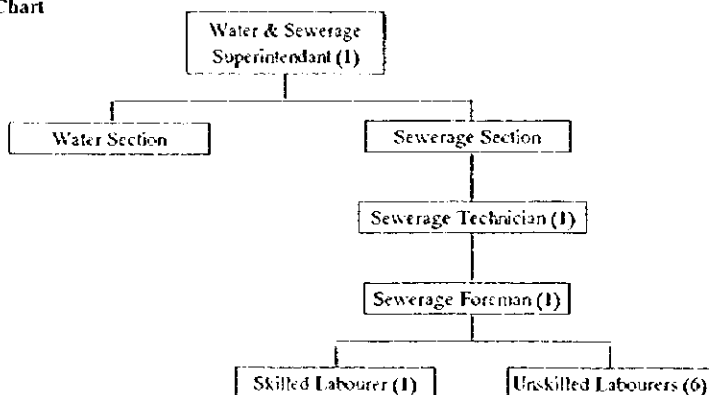 Chart
Water & Sewerage
Superintendant (1)
Water Section
Sewerage Section
Sewerage Technician (1)
Sewerage Foreman (1)
Skilled Labourer (1)
Unskilled Labourers (6)